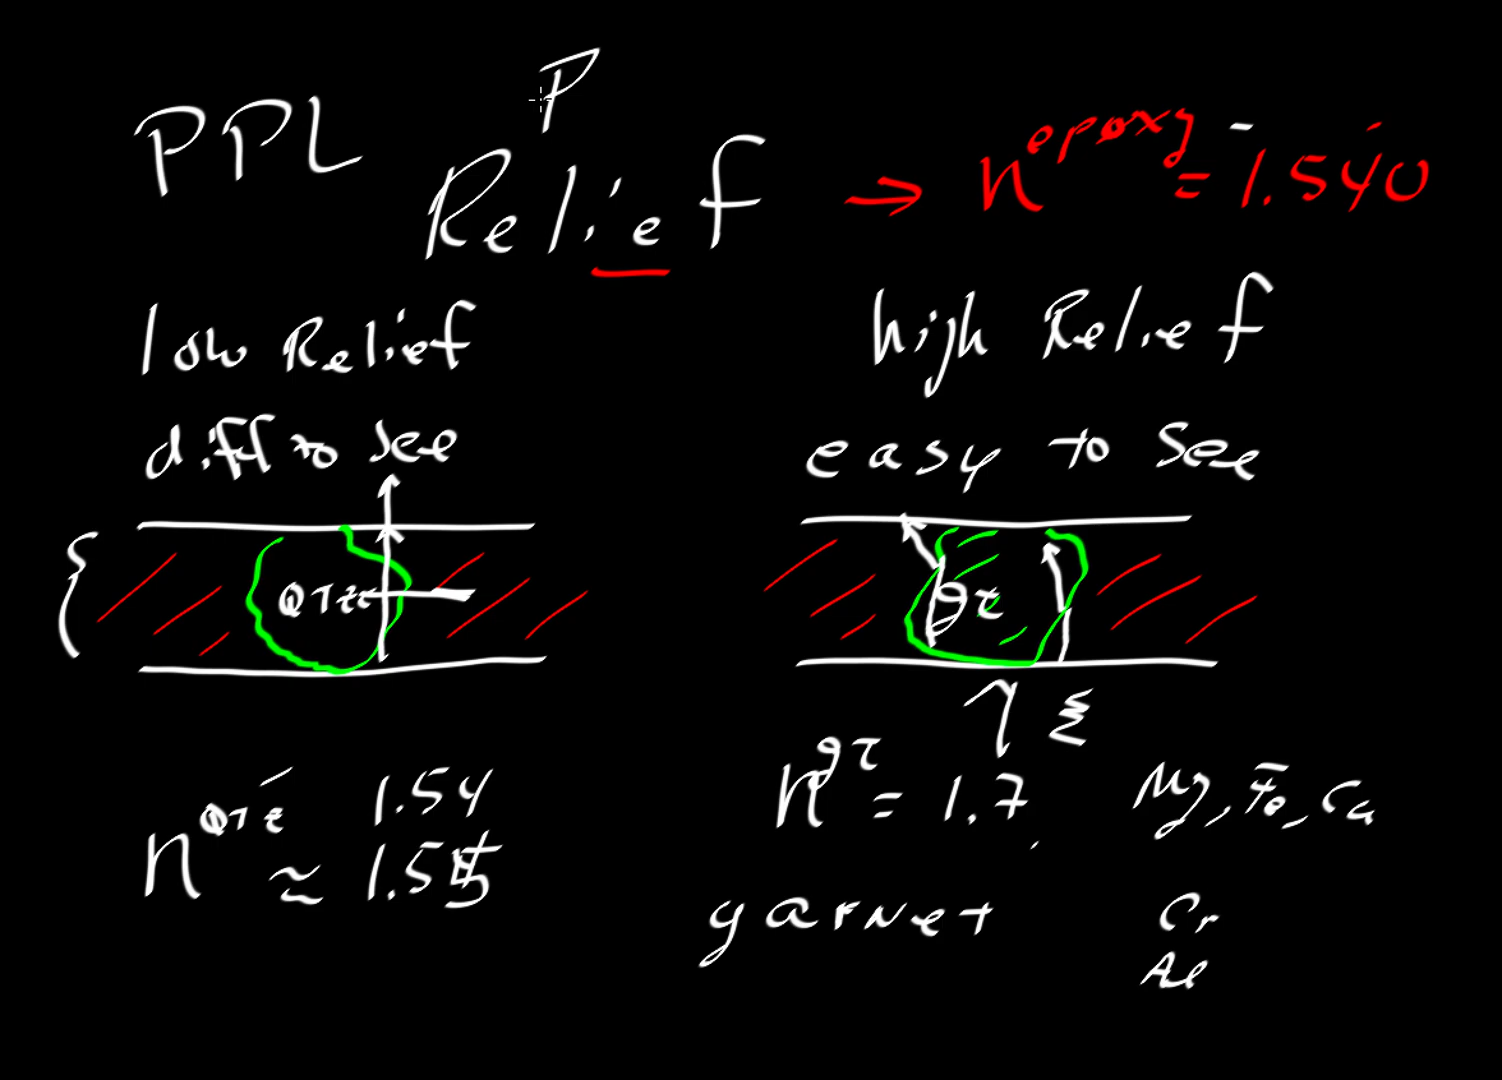 P
PPL
Relief → n^epoxy = 1.540
low Relief
high Relief
diff to see
easy to see
QTz
gt
n^QTz ≈ 1.54
1.55
n^gt = 1.7
Mg, Fe, Ca
garnet
Cr
Al